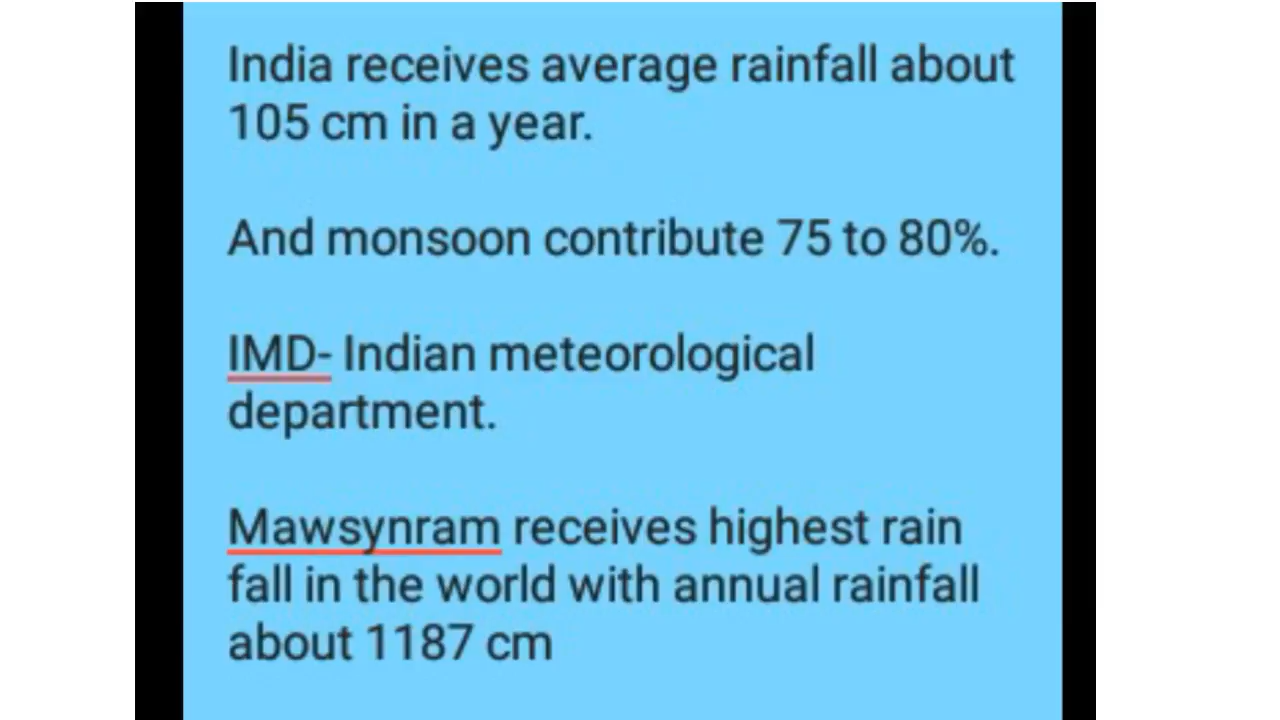 India receives average rainfall about
105 cm in a year.
And monsoon contribute 75 to 80%.
IMD- Indian meteorological
department.
Mawsynram receives highest rain
fall in the world with annual rainfall
about 1187 cm